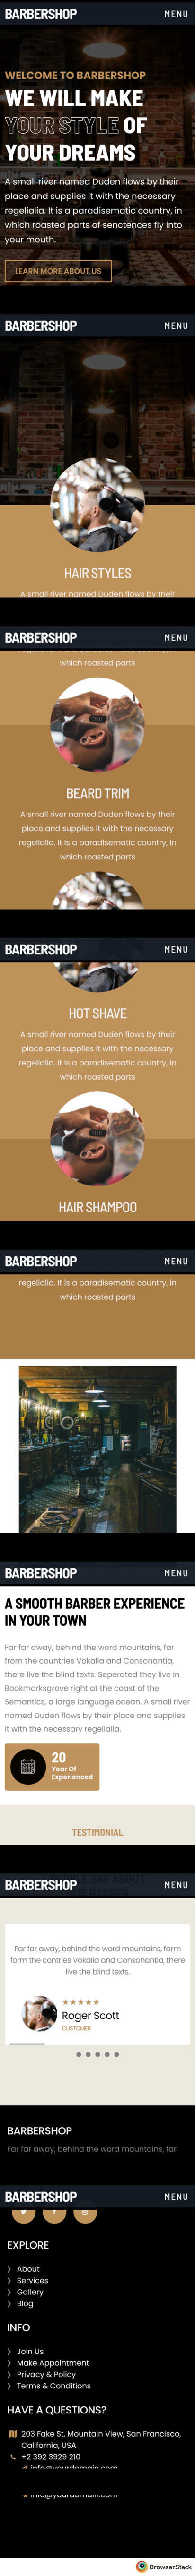 BARBERSHOP MENU
WELCOME TO BARBERSHOP
WE WILL MAKE
YOUR STYLE OF
YOUR DREAMS
A small river named Duden flows by their
place and supplies it with the necessary
regelialia. It is a paradisematic country, in
which roasted parts of senctences fly into
your mouth.
LEARN MORE ABOUT US
BARBERSHOP MENU
HAIR STYLES
A small river named Duden flows by their
BARBERSHOP MENU
which roasted parts
BEARD TRIM
A small river named Duden flows by their
place and supplies it with the necessary
regelialia. It is a paradisematic country, in
which roasted parts
BARBERSHOP MENU
HOT SHAVE
A small river named Duden flows by their
place and supplies it with the necessary
regelialia. It is a paradisematic country, in
which roasted parts
HAIR SHAMPOO
BARBERSHOP MENU
regelialia. It is a paradisematic country, in
which roasted parts
BARBERSHOP MENU
A SMOOTH BARBER EXPERIENCE
IN YOUR TOWN
Far far away, behind the word mountains, far
from the countries Vokalia and Consonantia,
there live the blind texts. Seperated they live in
Bookmarksgrove right at the coast of the
Semantics, a large language ocean. A small river
named Duden flows by their place and supplies
it with the necessary regelialia.
20
Year Of
Experienced
TESTIMONIAL
BARBERSHOP MENU
Far far away, behind the word mountains, farm
form the contries Vokalia and Consonantia, there
live the blind texts.
★★★★★
Roger Scott
CUSTOMER
BARBERSHOP
Far far away, behind the word mountains, far
BARBERSHOP MENU
EXPLORE
About
Services
Gallery
Blog
INFO
Join Us
Make Appointment
Privacy & Policy
Terms & Conditions
HAVE A QUESTIONS?
203 Fake St. Mountain View, San Francisco,
California, USA
+2 392 3929 210
info@yourdomain.com
info@yourdomain.com
BrowserStack